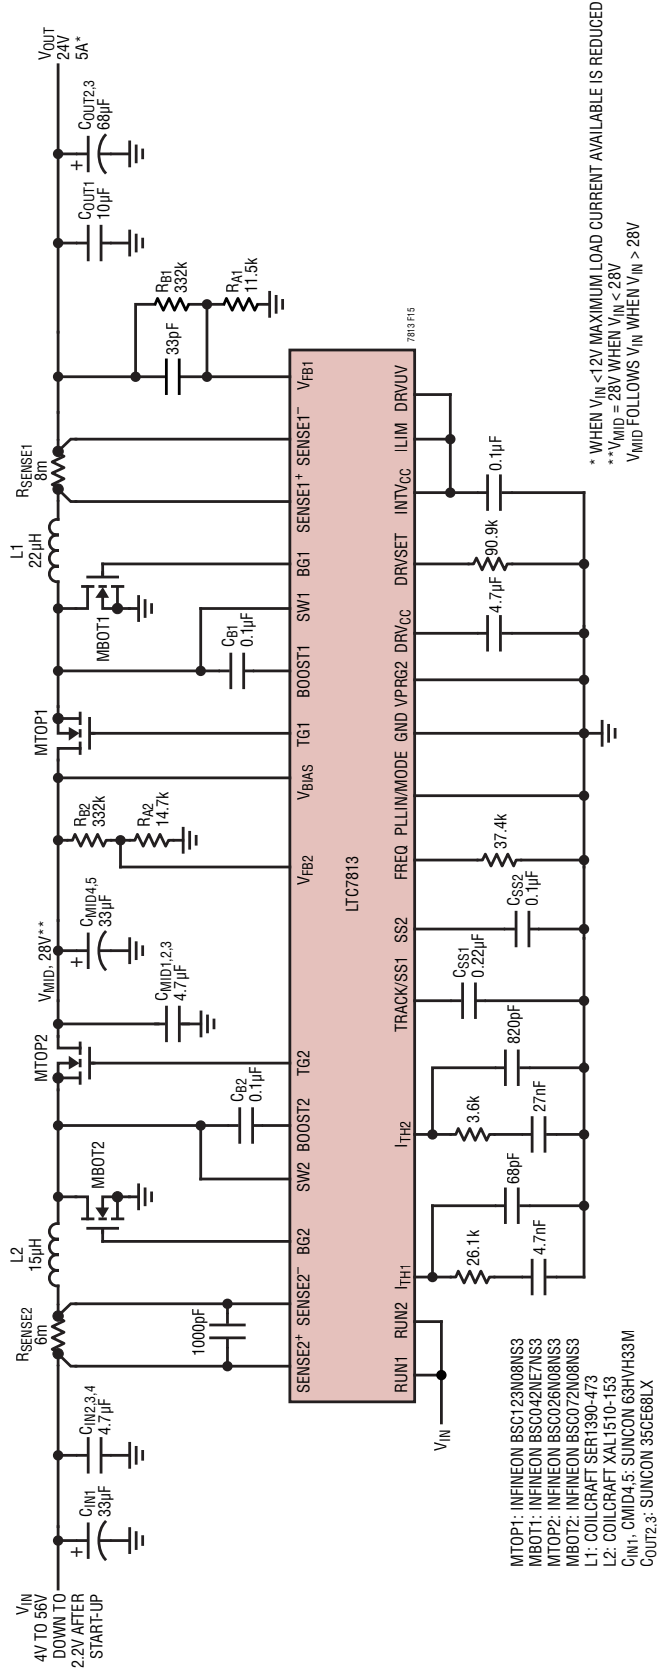 VIN
4V TO 56V
DOWN TO
2.2V AFTER
START-UP
+
CIN1
33µF
CIN2,3,4
4.7µF
RSENSE2
6m
L2
15µH
MBOT2
MTOP2
VMID, 28V**
CMID1,2,3
4.7µF
+
CMID4,5
33µF
RB2
332k
RA2
14.7k
MTOP1
MBOT1
L1
22µH
RSENSE1
8m
COUT1
10µF
+
COUT2,3
68µF
VOUT
24V
5A*
1000pF
CB2
0.1µF
CB1
0.1µF
33pF
RB1
332k
RA1
11.5k
SENSE2+
SENSE2−
BG2
SW2
BOOST2
TG2
VFB2
VBIAS
TG1
BOOST1
SW1
BG1
SENSE1+
SENSE1−
VFB1
LTC7813
7813 F15
RUN1
RUN2
ITH1
ITH2
TRACK/SS1
SS2
FREQ
PLLIN/MODE
GND
VPRG2
DRVCC
DRVSET
INTVCC
ILIM
DRVUV
VIN
26.1k
4.7nF
68pF
3.6k
27nF
820pF
CSS1
0.22µF
CSS2
0.1µF
37.4k
4.7µF
90.9k
0.1µF
MTOP1: INFINEON BSC123N08NS3
MBOT1: INFINEON BSC042NE7NS3
MTOP2: INFINEON BSC026N08NS3
MBOT2: INFINEON BSC072N08NS3
L1: COILCRAFT SER1390-473
L2: COILCRAFT XAL1510-153
CIN1, CMID4,5: SUNCON 63HVH33M
COUT2,3: SUNCON 35CE68LX
* WHEN VIN <12V MAXIMUM LOAD CURRENT AVAILABLE IS REDUCED
**VMID = 28V WHEN VIN < 28V
VMID FOLLOWS VIN WHEN VIN > 28V